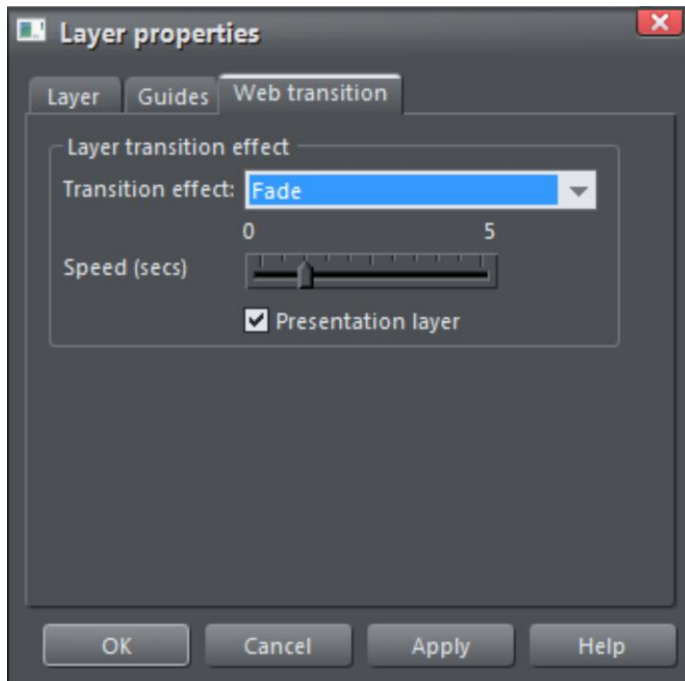 Layer properties
Layer Guides Web transition
Layer transition effect
Transition effect: Fade
0 5
Speed (secs)
Presentation layer
OK Cancel Apply Help